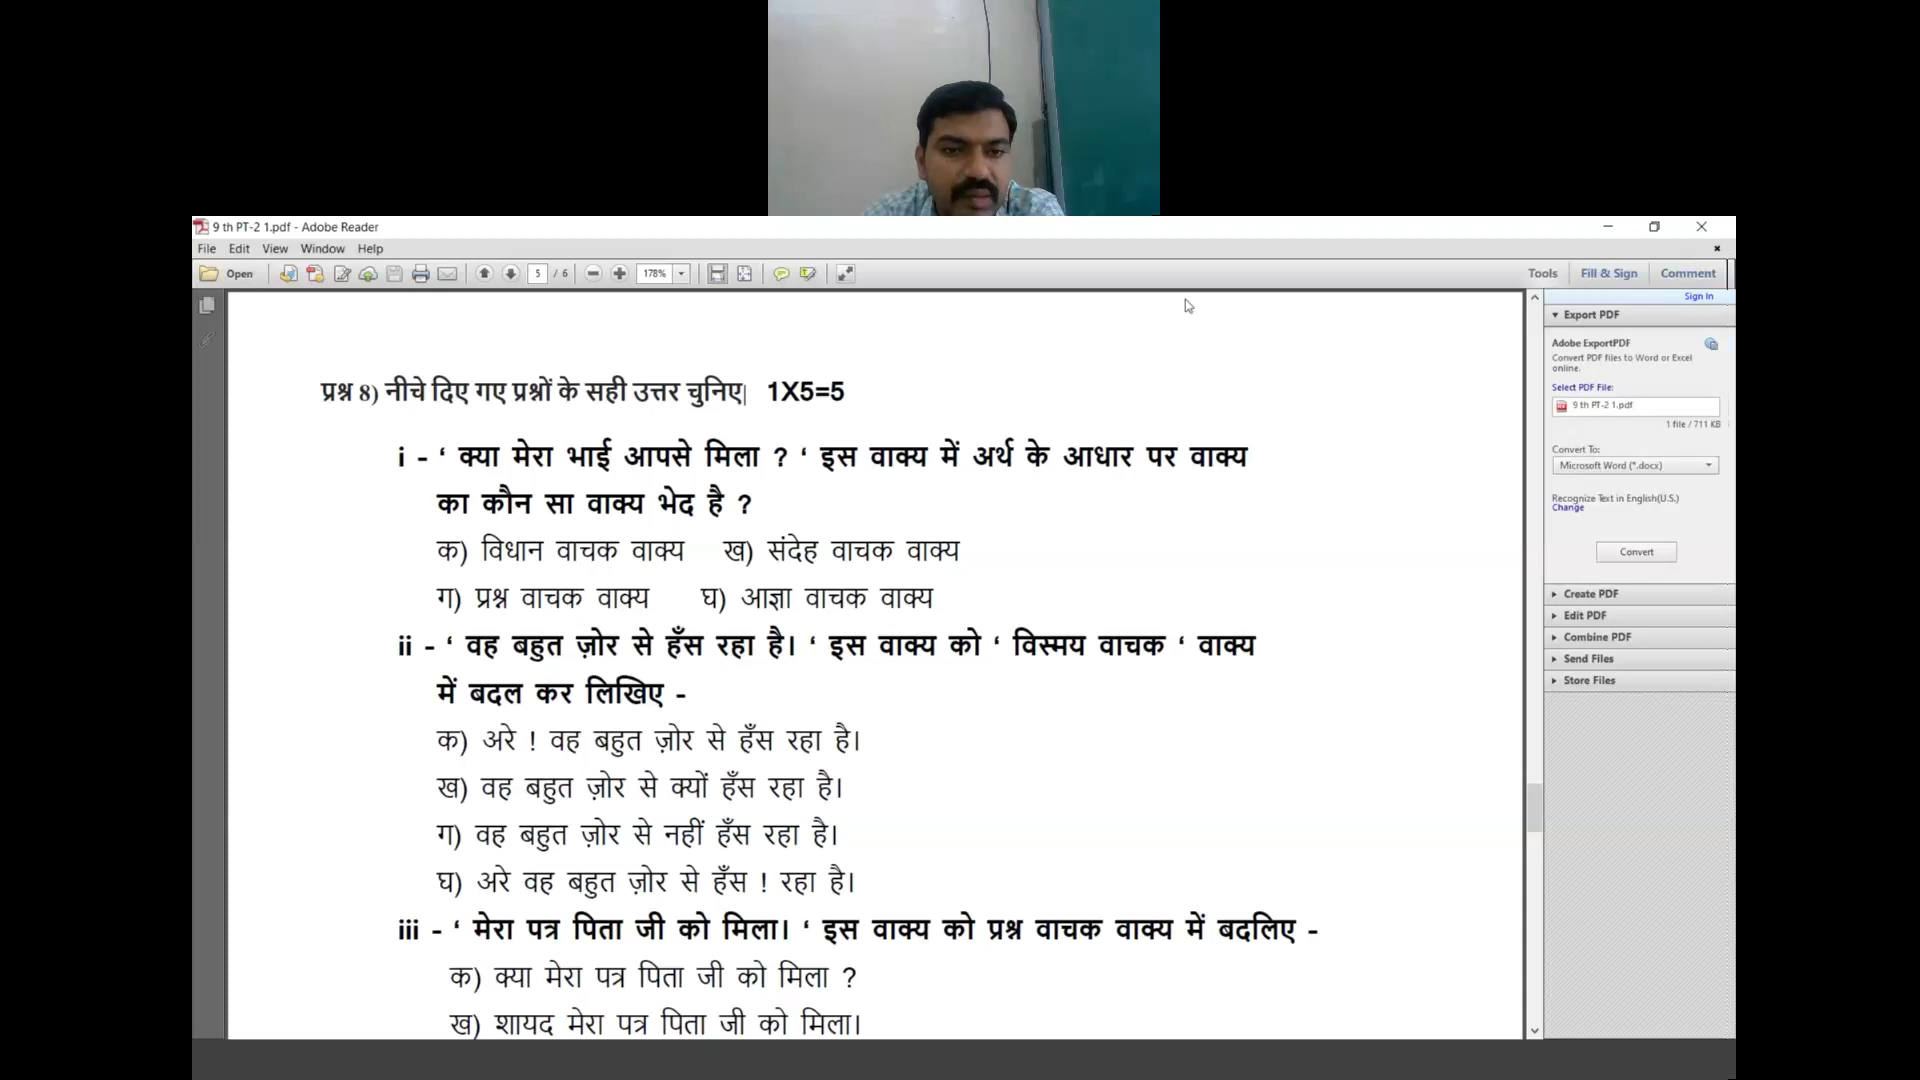 9 th PT-2 1.pdf - Adobe Reader
File Edit View Window Help
Open 5 / 6 178% Tools Fill & Sign Comment
Sign In
Export PDF
Adobe ExportPDF
Convert PDF files to Word or Excel
online.
Select PDF File:
9 th PT-2 1.pdf
1 file / 711 KB
Convert To:
Microsoft Word (*.docx)
Recognize Text in English(U.S.)
Change
Convert
Create PDF
Edit PDF
Combine PDF
Send Files
Store Files
प्रश्न 8) नीचे दिए गए प्रश्नों के सही उत्तर चुनिए| 1X5=5
i - ‘ क्या मेरा भाई आपसे मिला ? ‘ इस वाक्य में अर्थ के आधार पर वाक्य
का कौन सा वाक्य भेद है ?
क) विधान वाचक वाक्य ख) संदेह वाचक वाक्य
ग) प्रश्न वाचक वाक्य घ) आज्ञा वाचक वाक्य
ii - ‘ वह बहुत ज़ोर से हँस रहा है। ‘ इस वाक्य को ‘ विस्मय वाचक ‘ वाक्य
में बदल कर लिखिए -
क) अरे ! वह बहुत ज़ोर से हँस रहा है।
ख) वह बहुत ज़ोर से क्यों हँस रहा है।
ग) वह बहुत ज़ोर से नहीं हँस रहा है।
घ) अरे वह बहुत ज़ोर से हँस ! रहा है।
iii - ‘ मेरा पत्र पिता जी को मिला। ‘ इस वाक्य को प्रश्न वाचक वाक्य में बदलिए -
क) क्या मेरा पत्र पिता जी को मिला ?
ख) शायद मेरा पत्र पिता जी को मिला।